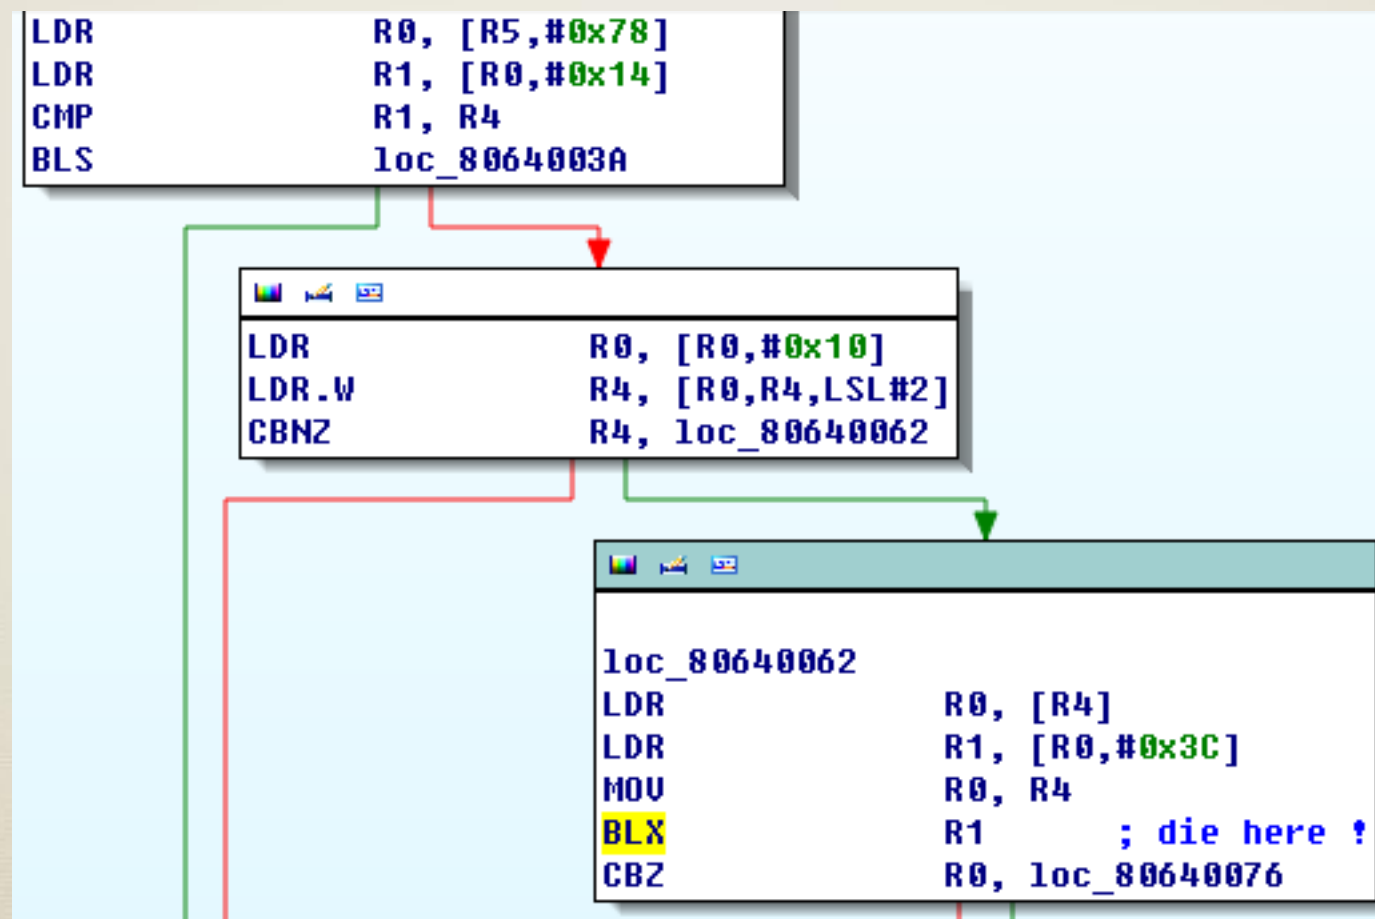 LDR R0, [R5,#0x78]
LDR R1, [R0,#0x14]
CMP R1, R4
BLS loc_8064003A
LDR R0, [R0,#0x10]
LDR.W R4, [R0,R4,LSL#2]
CBNZ R4, loc_80640062
loc_80640062
LDR R0, [R4]
LDR R1, [R0,#0x3C]
MOV R0, R4
BLX R1 ; die here !
CBZ R0, loc_80640076